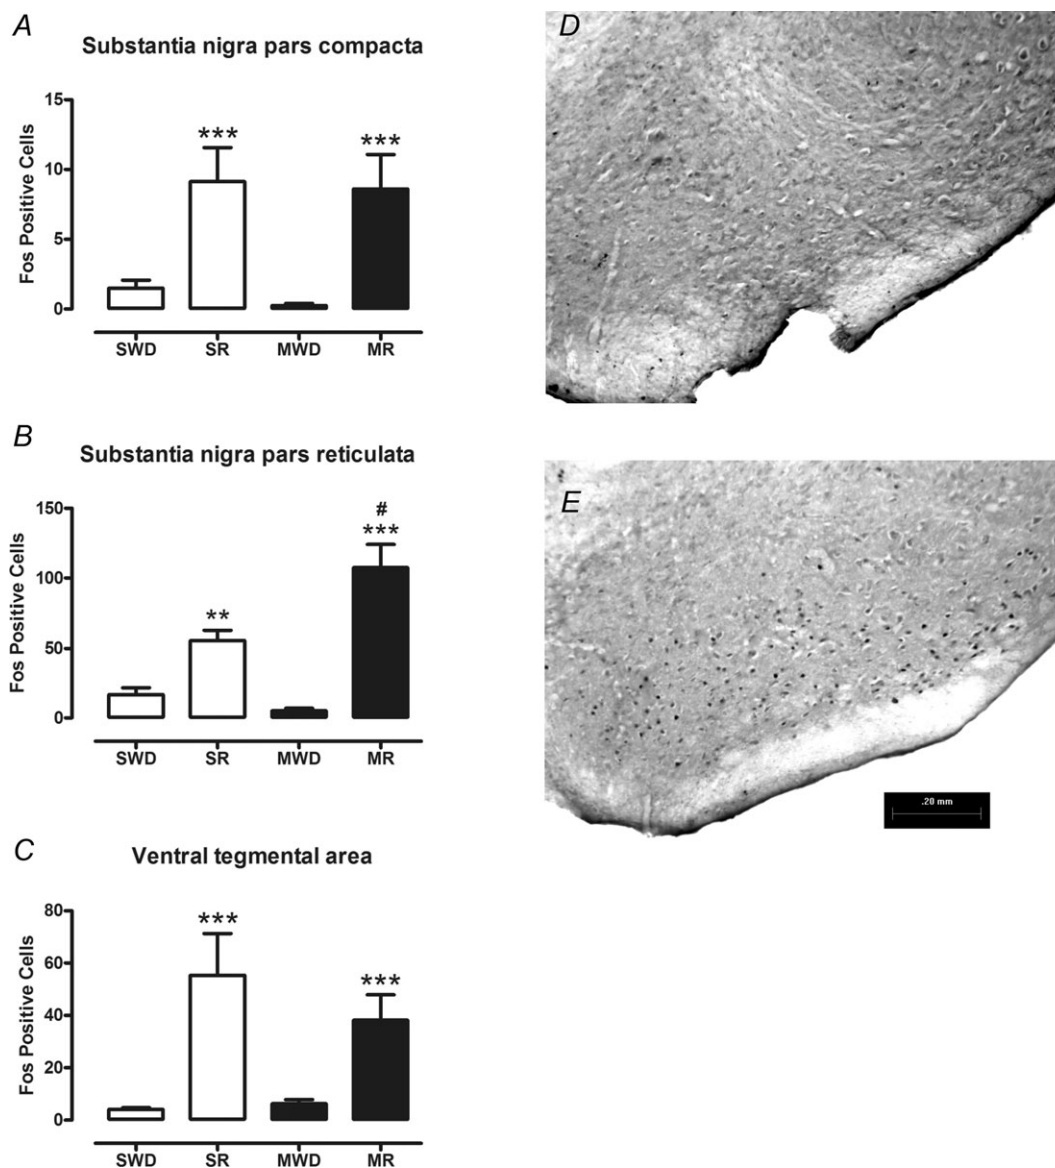 A
Substantia nigra pars compacta
15
10
5
0
Fos Positive Cells
***
***
SWD SR MWD MR
B
Substantia nigra pars reticulata
150
100
50
0
Fos Positive Cells
**
#
***
SWD SR MWD MR
C
Ventral tegmental area
80
60
40
20
0
Fos Positive Cells
***
***
SWD SR MWD MR
D
E
.20 mm